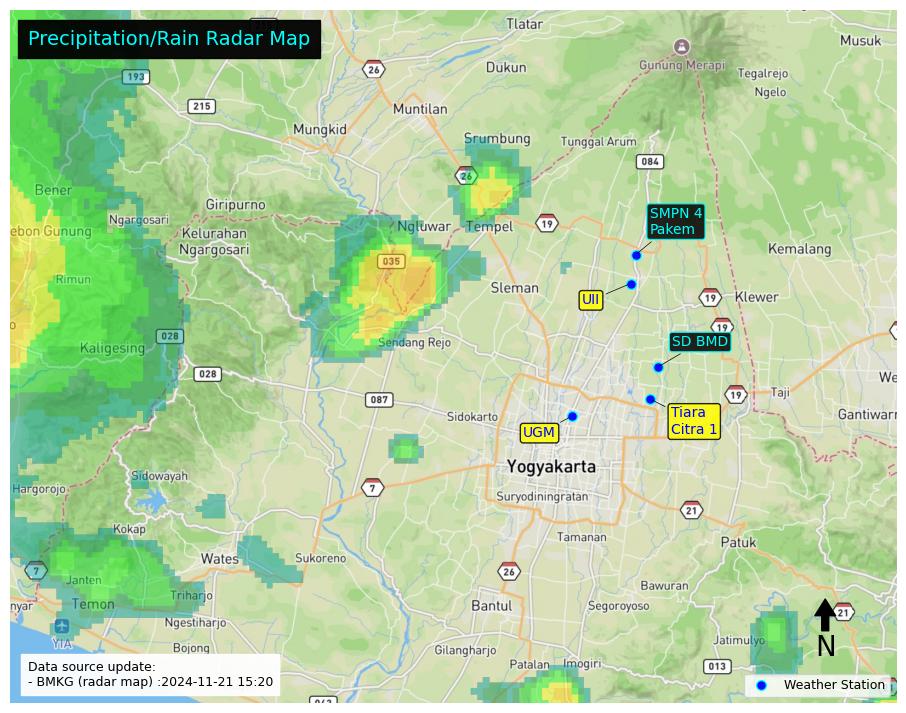 Precipitation/Rain Radar Map
Tlatar
Musuk
26
Dukun
Gunung Merapi
Tegalrejo
193
Ngelo
215
Muntilan
Mungkid
Srumbung
Tunggal Arum
084
26
Bener
Giripurno
SMPN 4
Pakem
Ngargosari
Ngluwar
Tempel
19
ebon Gunung
Kelurahan
Ngargosari
Kemalang
035
Rimun
Sleman
UII
19
Klewer
o
19
028
Kaligesing
Sendang Rejo
SD BMD
028
We
087
19
Taji
Sidokarto
Tiara
Citra 1
Gantiwarn
UGM
Yogyakarta
Sidowayah
Hargorojo
7
Suryodiningratan
21
Kokap
Tamanan
Patuk
Wates
Sukoreno
7
Janten
26
Bawuran
nyar
Temon
Triharjo
Bantul
Segoroyoso
21
Ngestiharjo
YIA
Jatimulyo
N
Bojong
Gilangharjo
Patalan
Imogiri
013
Data source update:
- BMKG (radar map) :2024-11-21 15:20
Weather Station